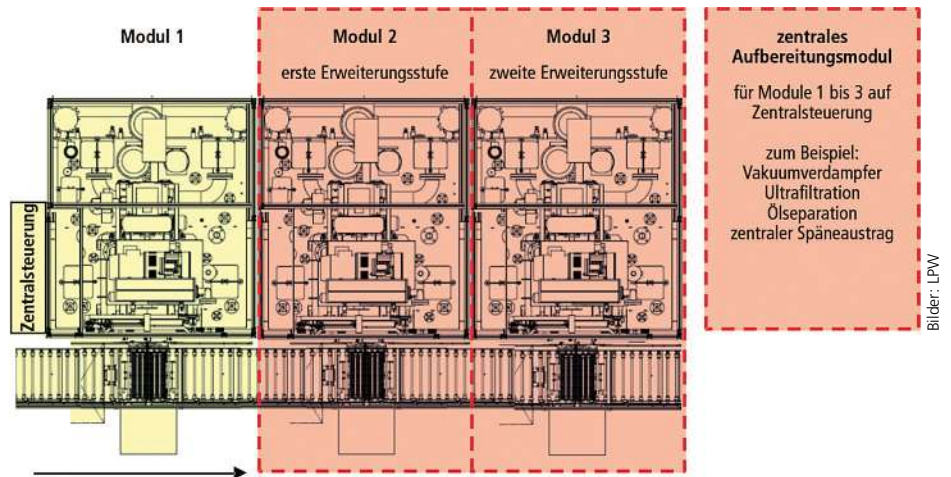 Modul 1
Modul 2
erste Erweiterungsstufe
Modul 3
zweite Erweiterungsstufe
zentrales
Aufbereitungsmodul
für Module 1 bis 3 auf
Zentralsteuerung
zum Beispiel:
Vakuumverdampfer
Ultrafiltration
Ölseparation
zentraler Späneaustrag
Zentralsteuerung
Bilder: LPW